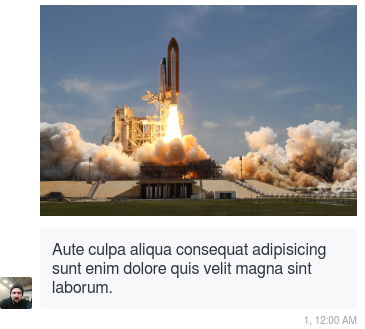 Aute culpa aliqua consequat adipisicing
sunt enim dolore quis velit magna sint
laborum.
1, 12:00 AM